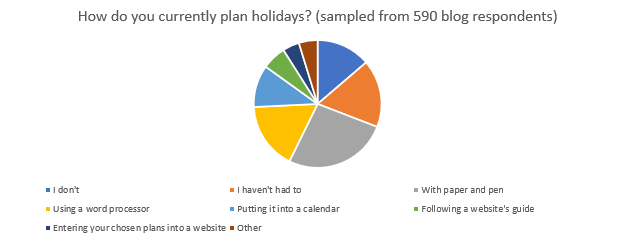 How do you currently plan holidays? (sampled from 590 blog respondents)
I don't I haven't had to With paper and pen
Using a word processor Putting it into a calendar Following a website's guide
Entering your chosen plans into a website Other